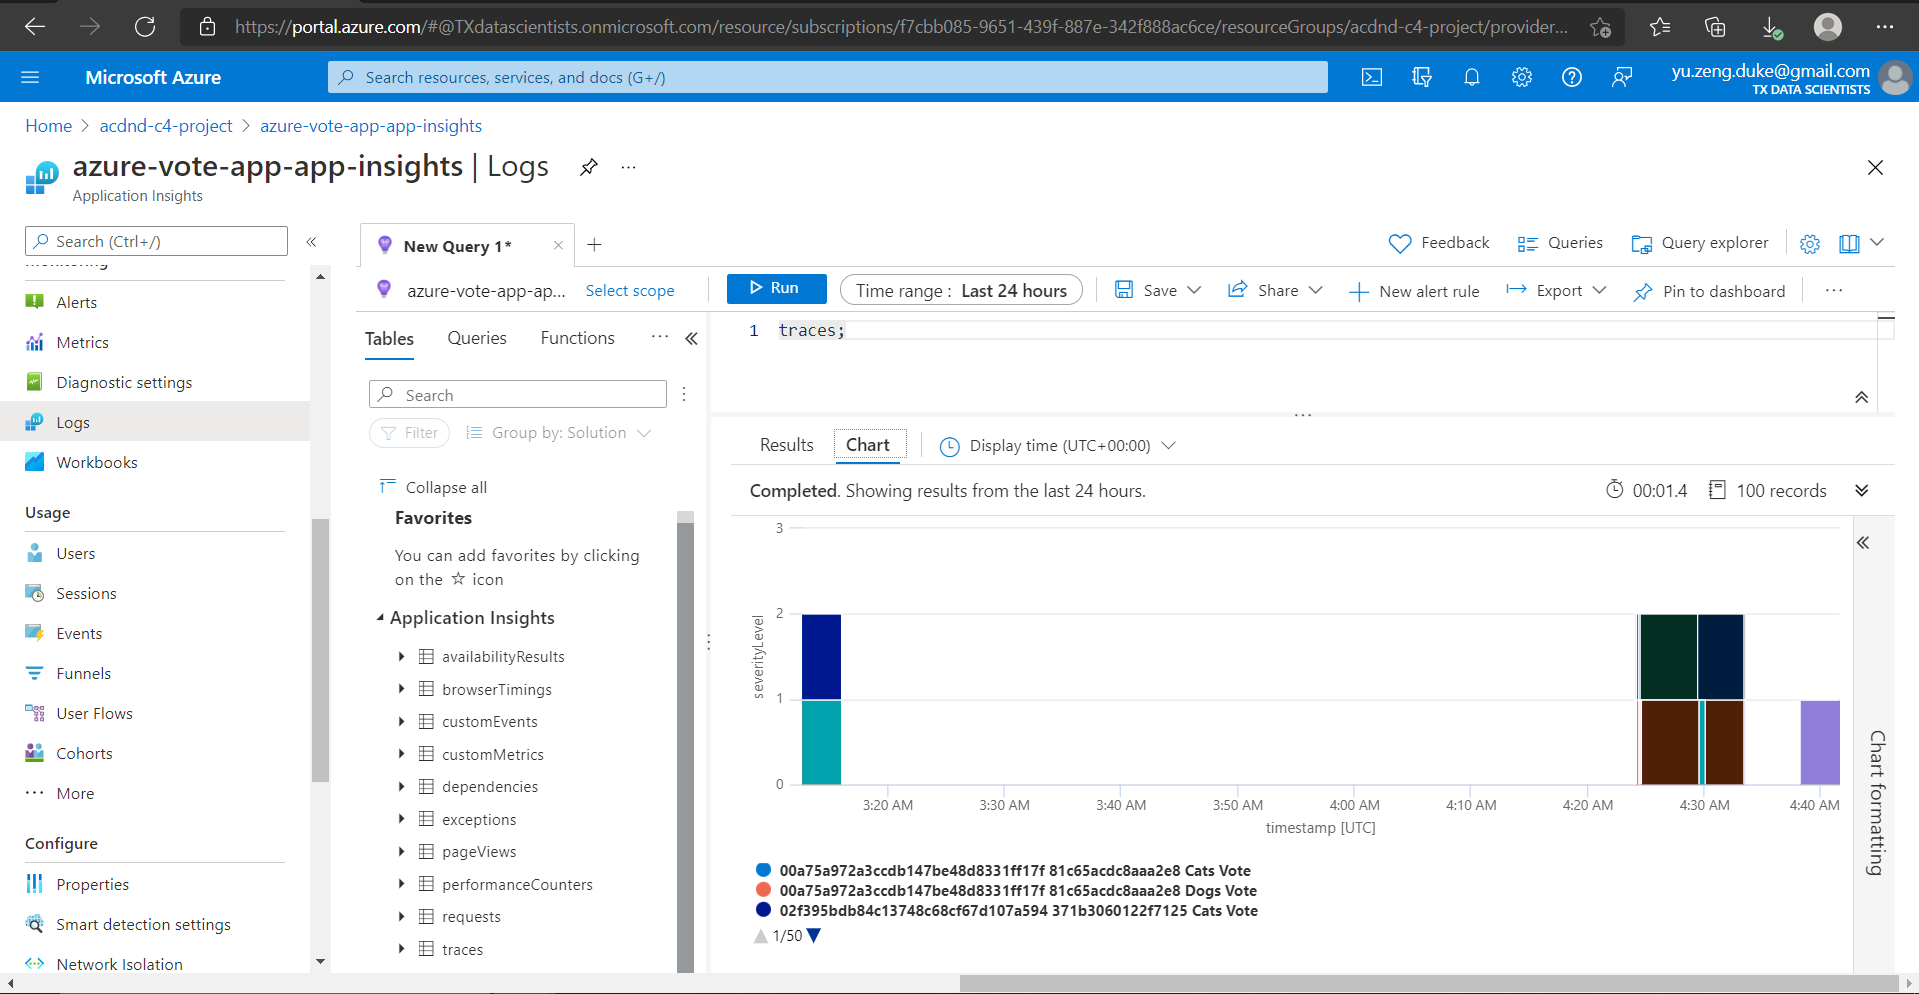 https://portal.azure.com/#@TXdatascientists.onmicrosoft.com/resource/subscriptions/f7cbb085-9651-439f-887e-342f888ac6ce/resourceGroups/acdnd-c4-project/provider...
Microsoft Azure
Search resources, services, and docs (G+/)
yu.zeng.duke@gmail.com
TX DATA SCIENTISTS
Home > acdnd-c4-project > azure-vote-app-app-insights
azure-vote-app-app-insights | Logs
...
Application Insights
Search (Ctrl+/)
«
Monitoring
Alerts
Metrics
Diagnostic settings
Logs
Workbooks
Usage
Users
Sessions
Events
Funnels
User Flows
Cohorts
... More
Configure
Properties
Smart detection settings
Network Isolation
New Query 1*
Feedback
Queries
Query explorer
azure-vote-app-ap...
Select scope
Run
Time range : Last 24 hours
Save
Share
New alert rule
Export
Pin to dashboard
...
Tables
Queries
Functions
...
«
Search
Filter
Group by: Solution
Collapse all
Favorites
You can add favorites by clicking
on the ☆ icon
Application Insights
availabilityResults
browserTimings
customEvents
customMetrics
dependencies
exceptions
pageViews
performanceCounters
requests
traces
1 traces;
Results
Chart
Display time (UTC+00:00)
Completed. Showing results from the last 24 hours.
00:01.4
100 records
3
2
1
0
severityLevel
3:20 AM
3:30 AM
3:40 AM
3:50 AM
4:00 AM
4:10 AM
4:20 AM
4:30 AM
4:40 AM
timestamp [UTC]
00a75a972a3ccdb147be48d8331ff17f 81c65acdc8aaa2e8 Cats Vote
00a75a972a3ccdb147be48d8331ff17f 81c65acdc8aaa2e8 Dogs Vote
02f395bdb84c13748c68cf67d107a594 371b3060122f7125 Cats Vote
1/50
«
Chart formatting